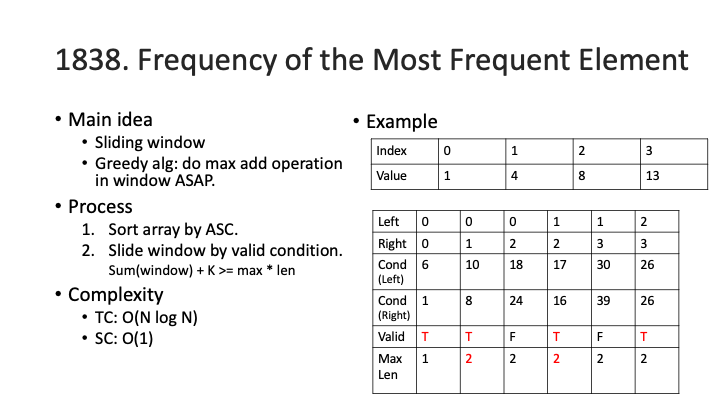 1838. Frequency of the Most Frequent Element
• Main idea
• Sliding window
• Greedy alg: do max add operation
in window ASAP.
• Process
1. Sort array by ASC.
2. Slide window by valid condition.
Sum(window) + K >= max * len
• Complexity
• TC: O(N log N)
• SC: O(1)
• Example
Index 0 1 2 3
Value 1 4 8 13
Left 0 0 0 1 1 2
Right 0 1 2 2 3 3
Cond 6 10 18 17 30 26
(Left)
Cond 1 8 24 16 39 26
(Right)
Valid T T F T F T
Max 1 2 2 2 2 2
Len